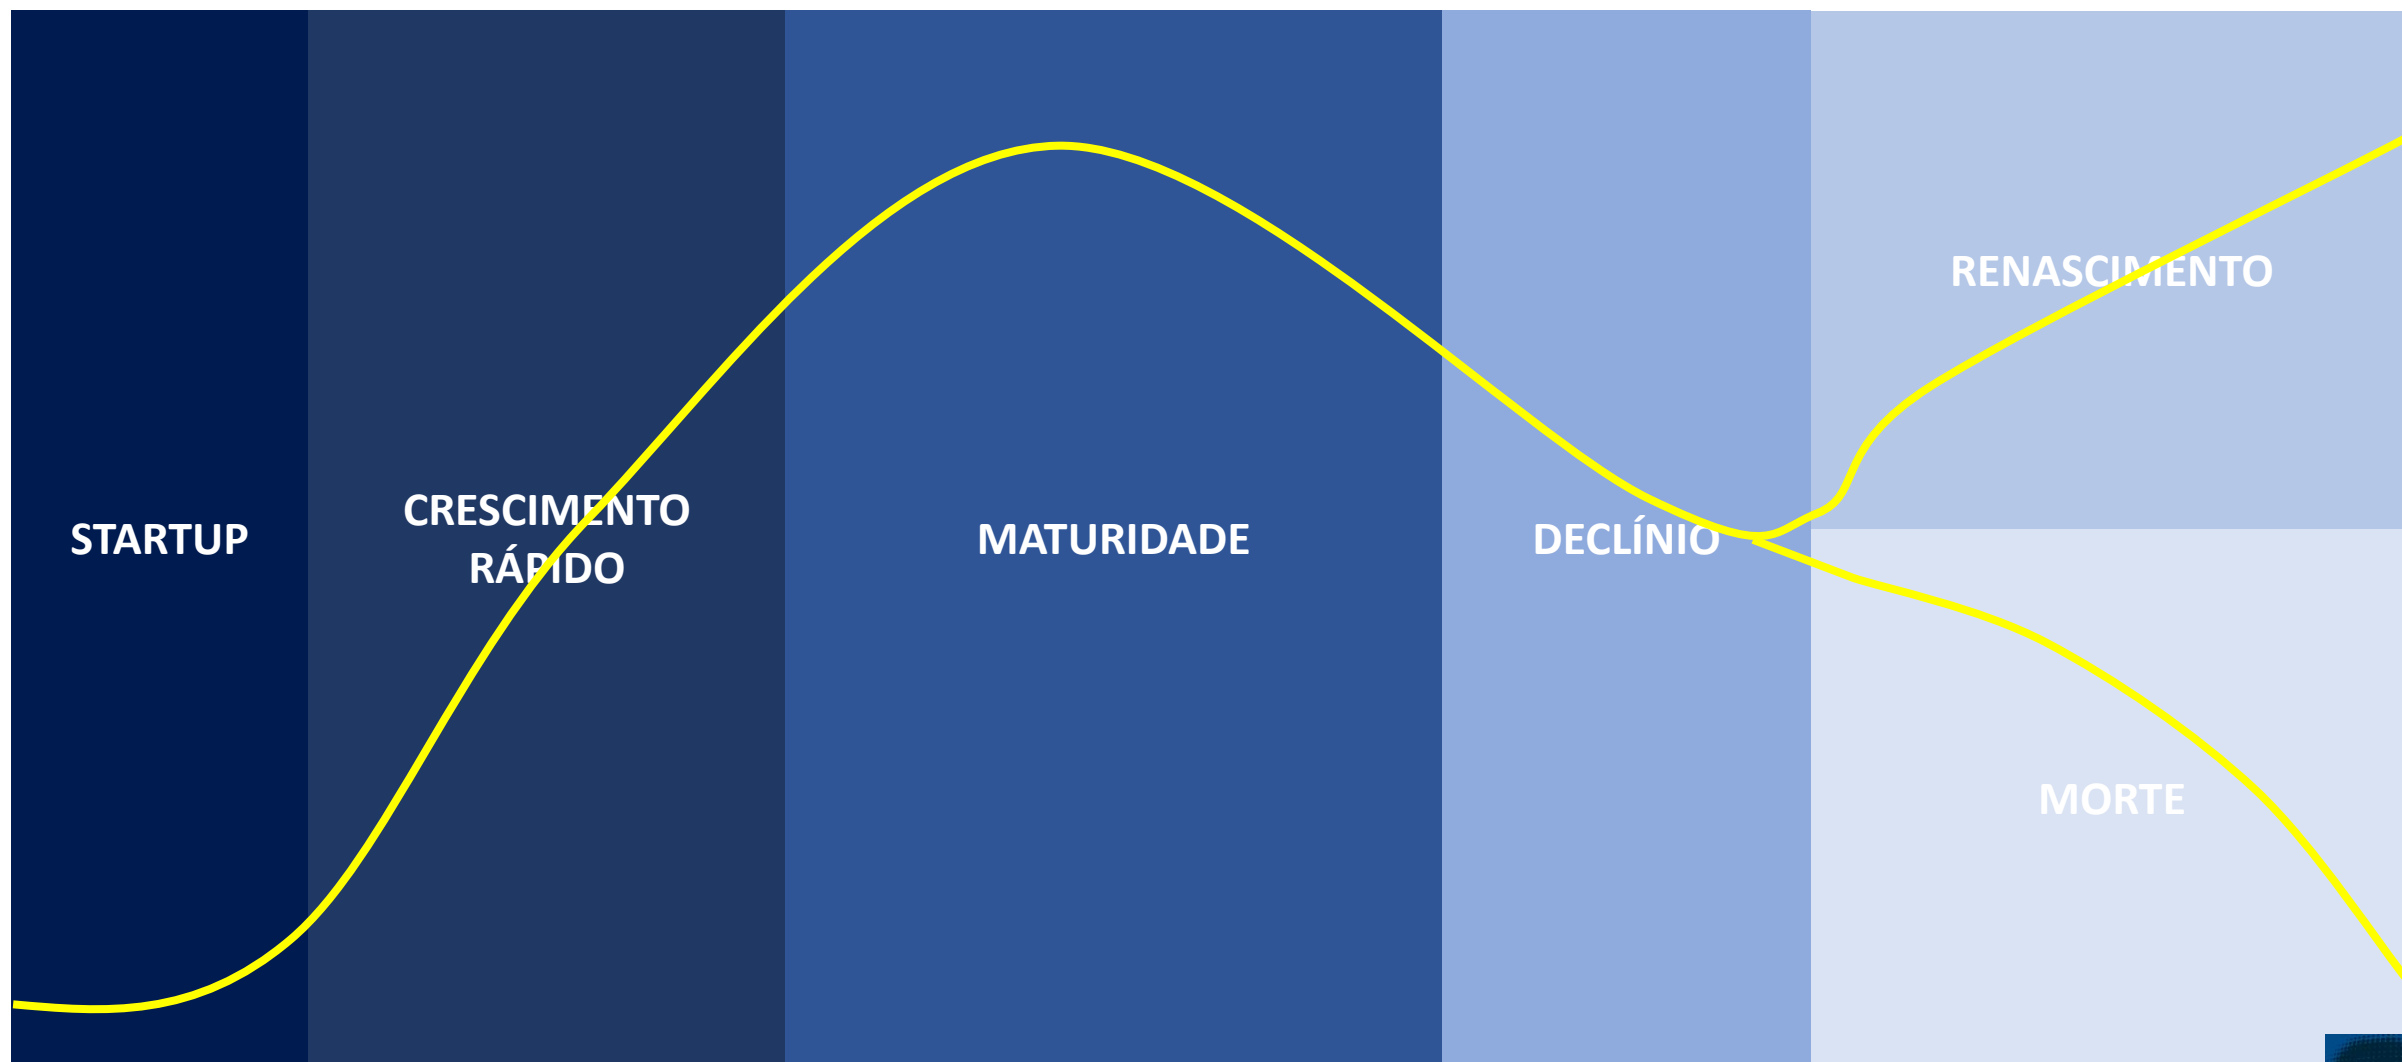 STARTUP
CRESCIMENTO
RÁPIDO
MATURIDADE
DECLÍNIO
RENASCIMENTO
MORTE